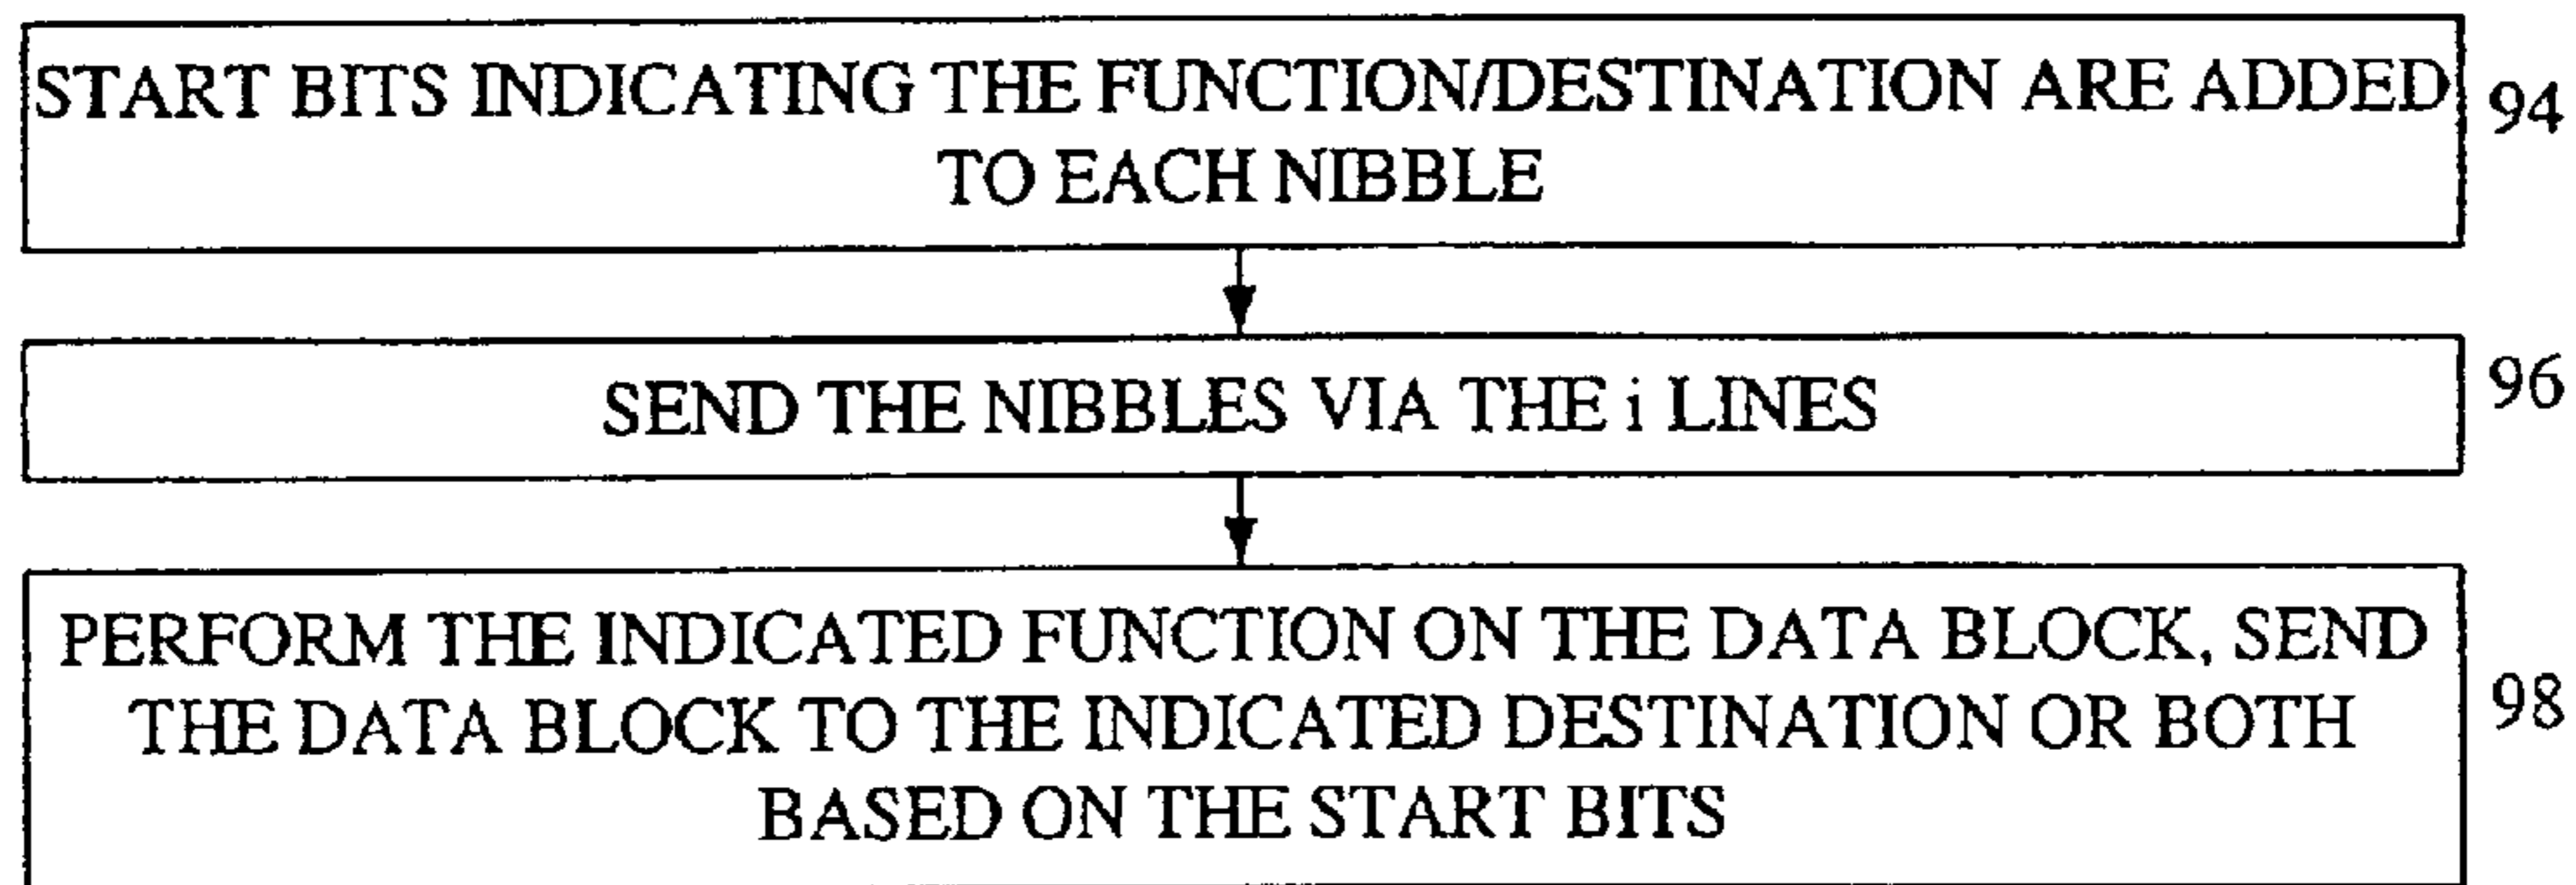 START BITS INDICATING THE FUNCTION/DESTINATION ARE ADDED
TO EACH NIBBLE
94
SEND THE NIBBLES VIA THE i LINES
96
PERFORM THE INDICATED FUNCTION ON THE DATA BLOCK, SEND
THE DATA BLOCK TO THE INDICATED DESTINATION OR BOTH
BASED ON THE START BITS
98